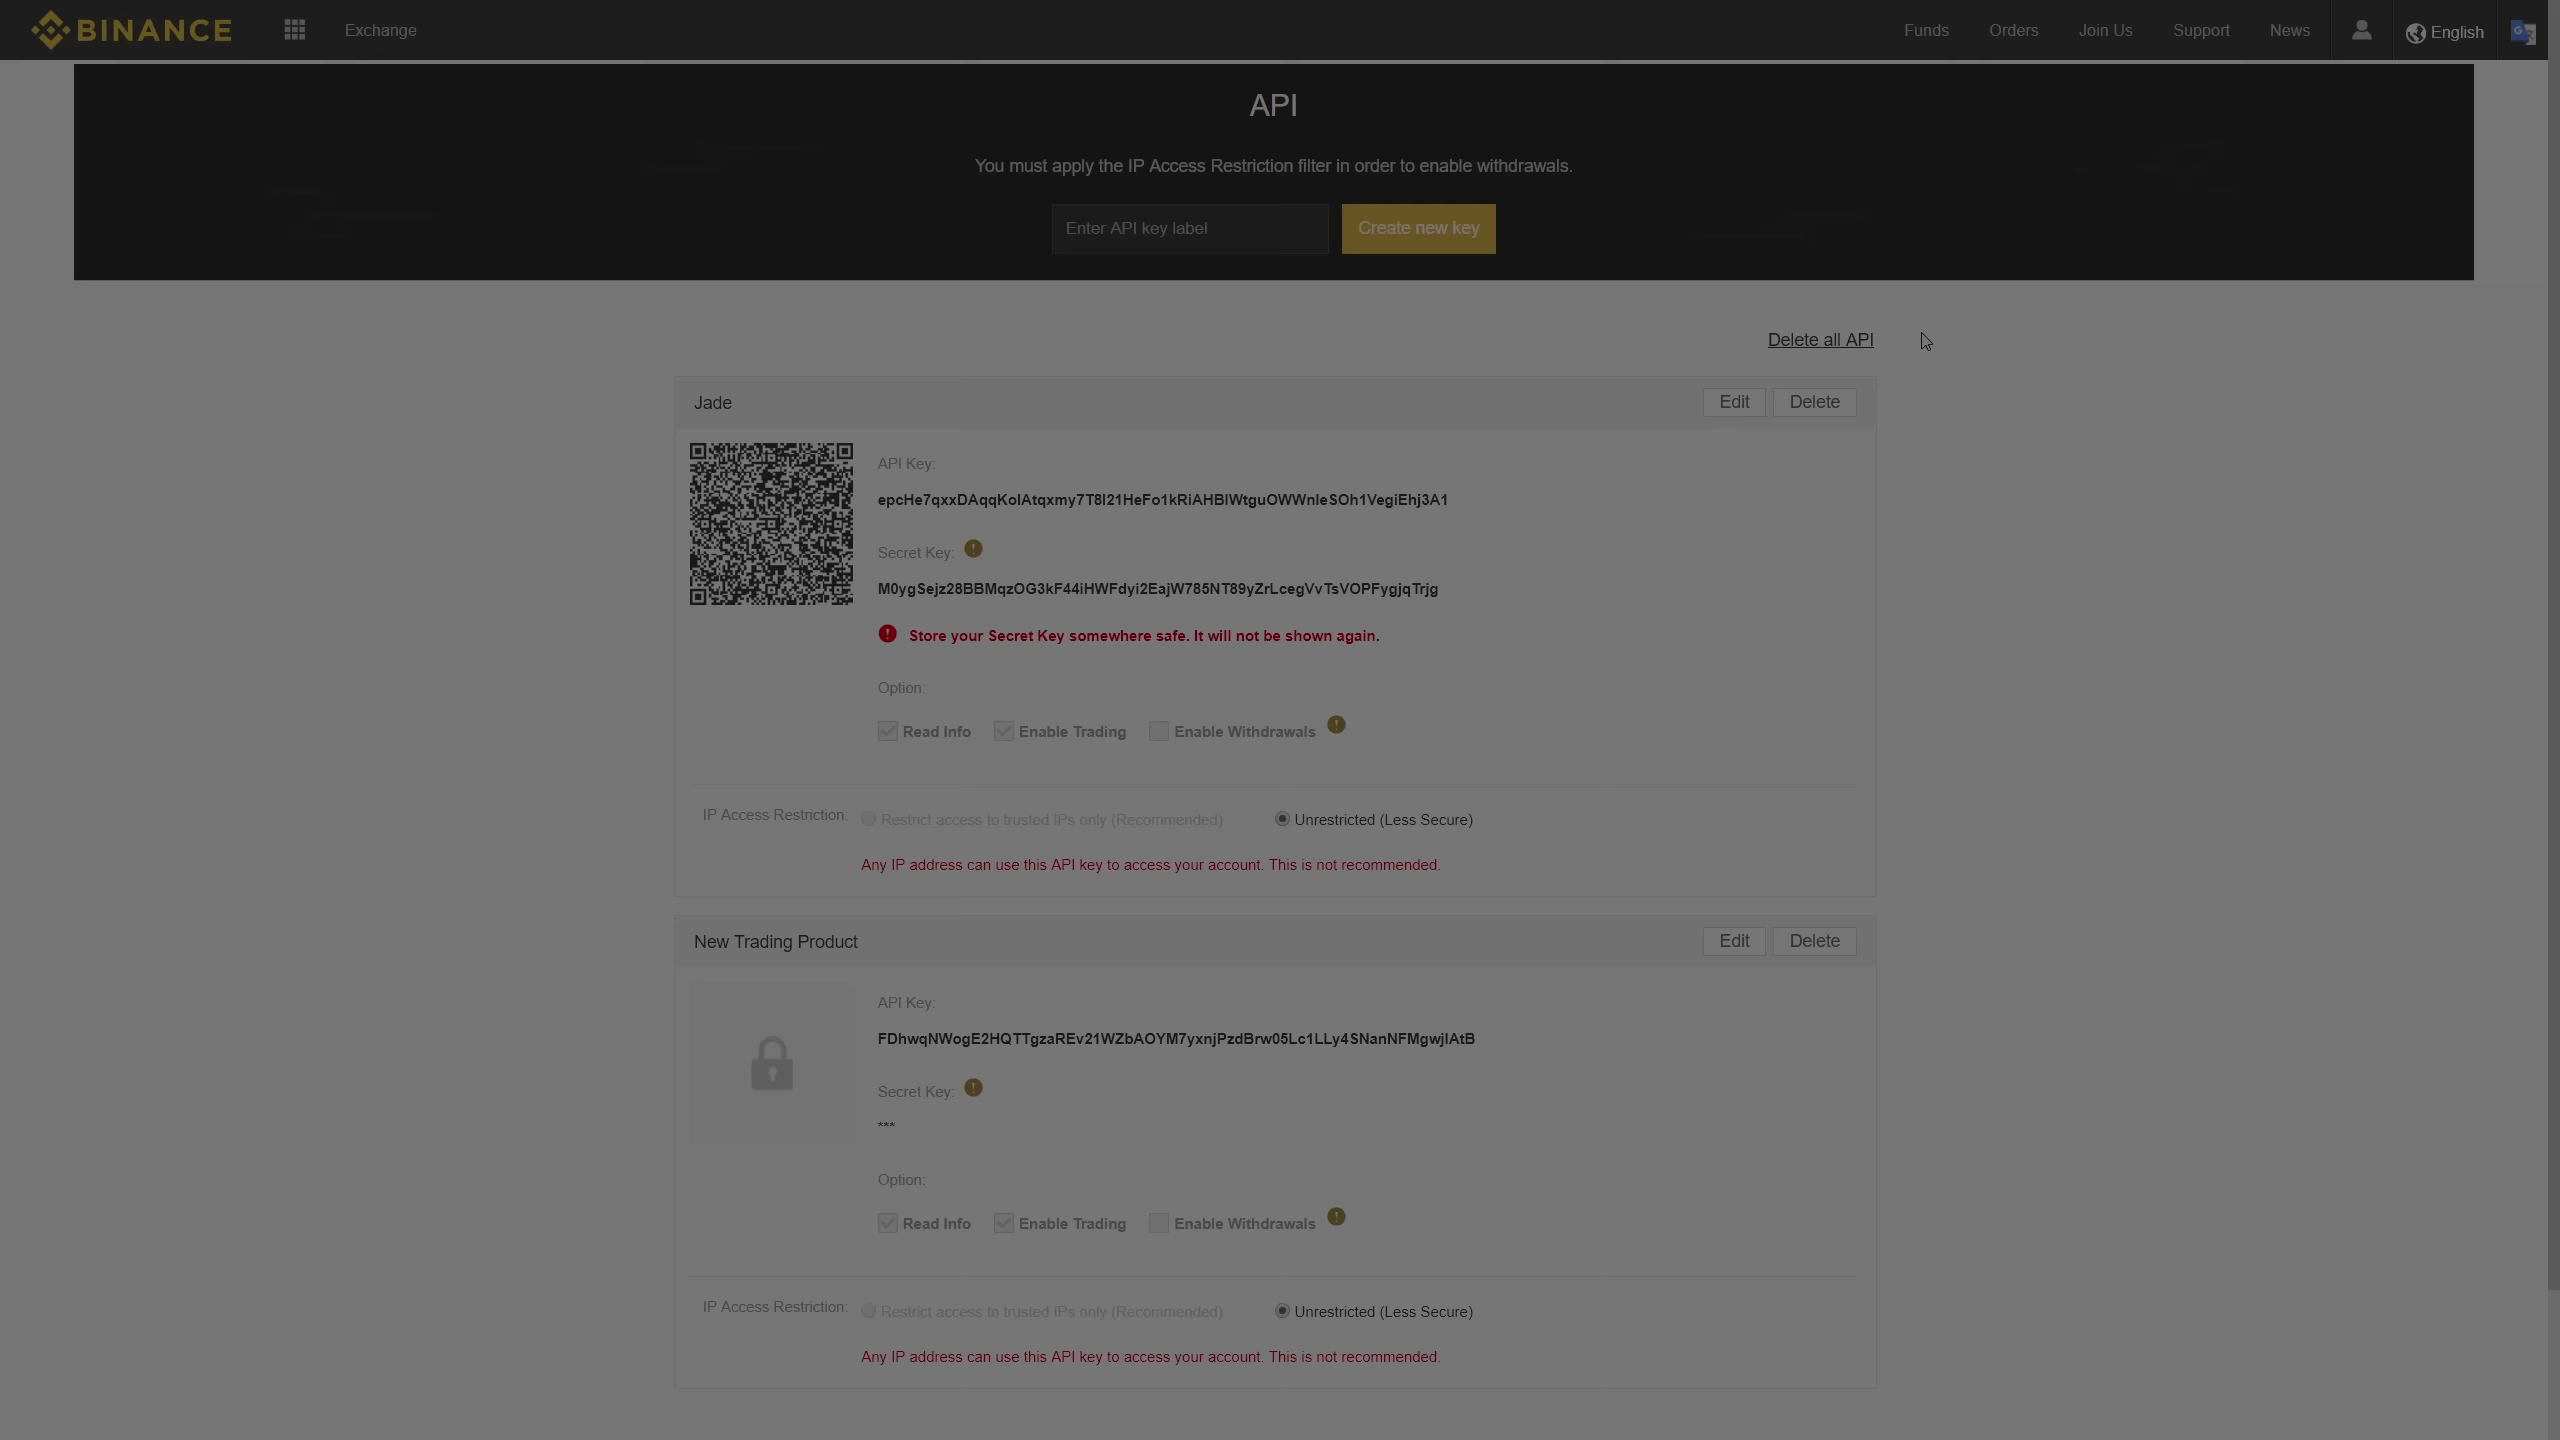 BINANCE
Exchange
Funds
Orders
Join Us
Support
News
English
API
You must apply the IP Access Restriction filter in order to enable withdrawals.
Enter API key label
Create new key
Delete all API
Jade
Edit
Delete
API Key:
epcHe7qxxDAqqKoIAtqxmy7T8I21HeFo1kRiAHBlWtguOWWnleSOh1VegiEhj3A1
Secret Key:
M0ygSejz28BBMqzOG3kF44iHWFdyi2EajW785NT89yZrLcegVvTsVOPFygjqTrjg
Store your Secret Key somewhere safe. It will not be shown again.
Option:
Read Info
Enable Trading
Enable Withdrawals
IP Access Restriction:
Restrict access to trusted IPs only (Recommended)
Unrestricted (Less Secure)
Any IP address can use this API key to access your account. This is not recommended.
New Trading Product
Edit
Delete
API Key:
FDhwqNWogE2HQTTgzaREv21WZbAOYM7yxnjPzdBrw05Lc1LLy4SNanNFMgwjIAtB
Secret Key:
***
Option:
Read Info
Enable Trading
Enable Withdrawals
IP Access Restriction:
Restrict access to trusted IPs only (Recommended)
Unrestricted (Less Secure)
Any IP address can use this API key to access your account. This is not recommended.